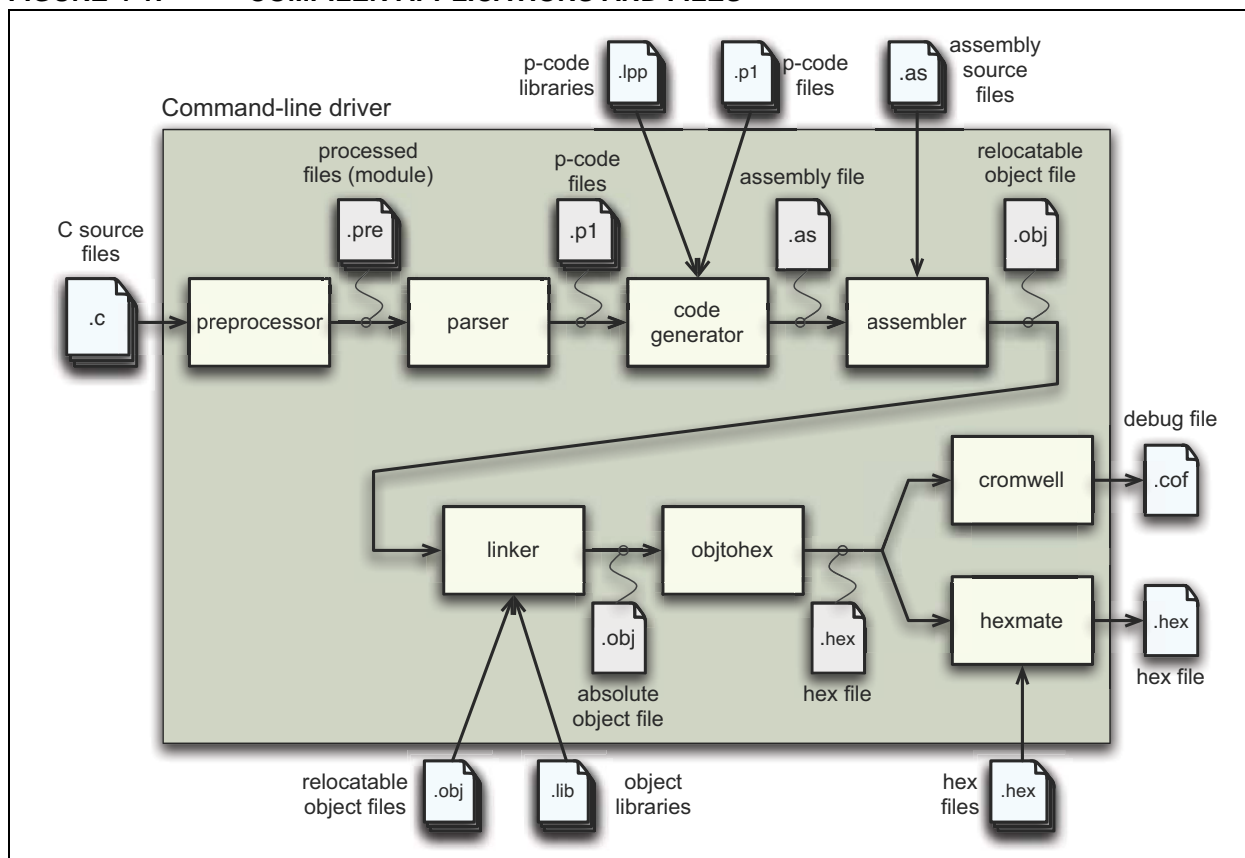 Command-line driver
p-code
libraries
.lpp
.p1
p-code
files
.as
assembly
source
files
processed
files (module)
.pre
p-code
files
.p1
assembly file
.as
relocatable
object file
.obj
C source
files
.c
preprocessor
parser
code
generator
assembler
debug file
cromwell
.cof
linker
objtohex
hexmate
.hex
hex file
.obj
absolute
object file
.hex
hex file
relocatable
object files
.obj
.lib
object
libraries
hex
files
.hex